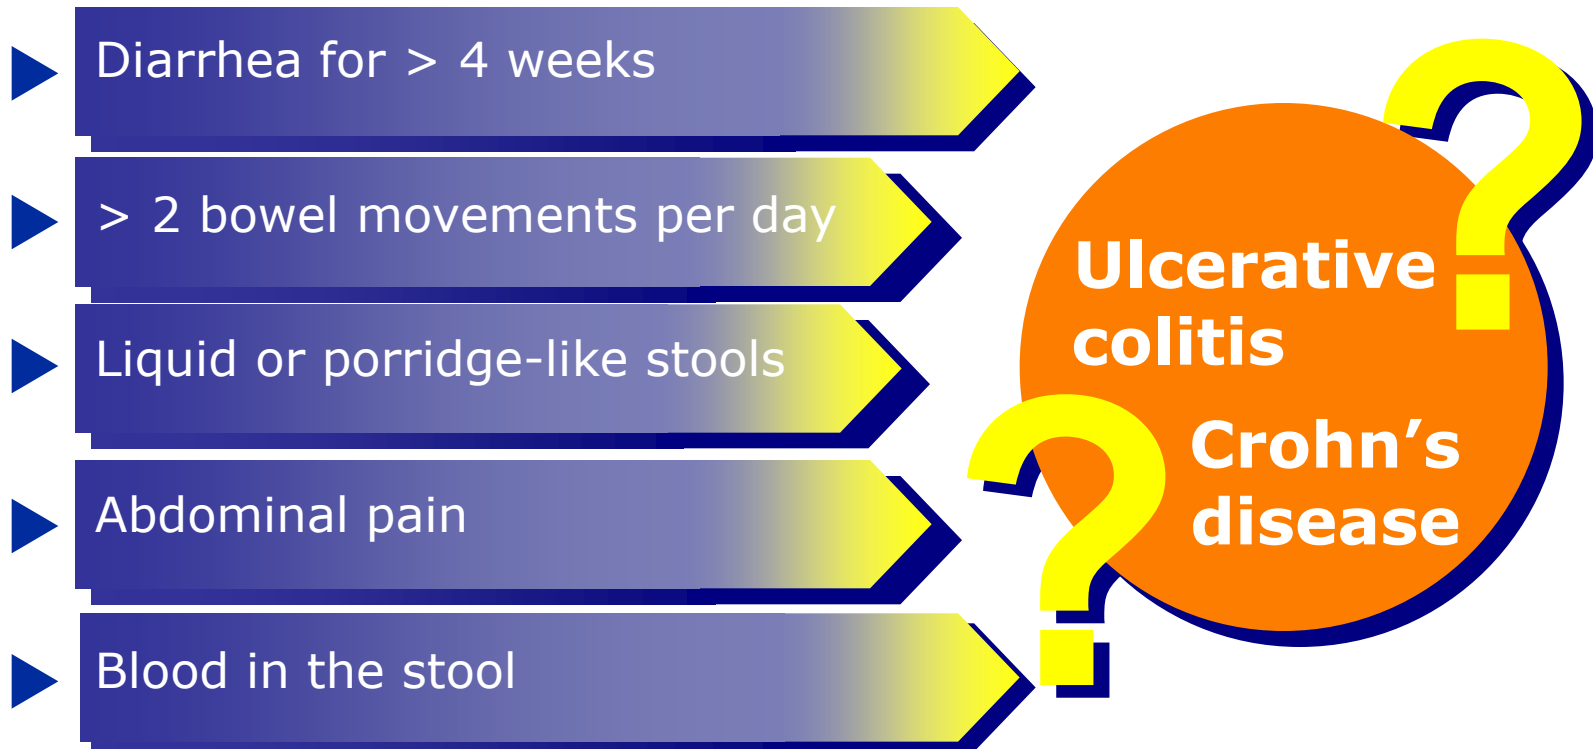 Diarrhea for > 4 weeks
> 2 bowel movements per day
Liquid or porridge-like stools
Abdominal pain
Blood in the stool
?
Ulcerative
colitis
Crohn’s
disease
?